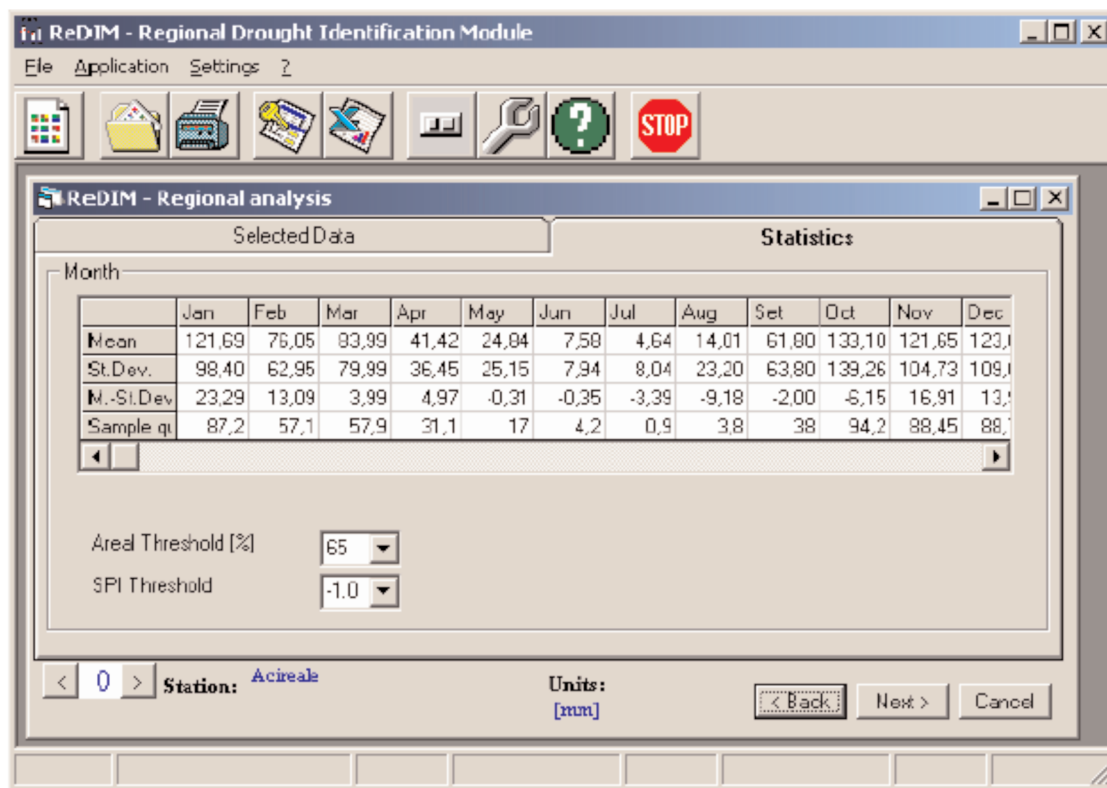 ReDIM - Regional Drought Identification Module
File Application Settings ?
STOP
ReDIM - Regional analysis
Selected Data Statistics
Month
Jan Feb Mar Apr May Jun Jul Aug Set Oct Nov Dec
Mean 121,69 76,05 83,99 41,42 24,84 7,58 4,64 14,01 61,80 133,10 121,65 123,
St.Dev. 98,40 62,95 79,99 36,45 25,15 7,94 8,04 23,20 63,80 139,26 104,73 109,
M.-St.Dev 23,29 13,09 3,99 4,97 -0,31 -0,35 -3,39 -9,18 -2,00 -6,15 16,91 13,
Sample qu 87,2 57,1 57,9 31,1 17 4,2 0,9 3,8 38 94,2 88,45 88,
Areal Threshold [%] 65
SPI Threshold -1.0
< 0 > Station: Acireale Units:
[mm]
< Back Next > Cancel